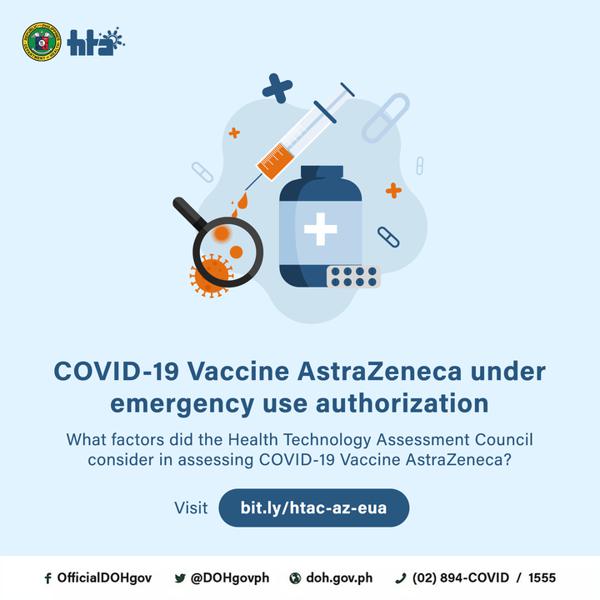 hta
COVID-19 Vaccine AstraZeneca under
emergency use authorization
What factors did the Health Technology Assessment Council
consider in assessing COVID-19 Vaccine AstraZeneca?
Visit bit.ly/htac-az-eua
OfficialDOHgov @DOHgovph doh.gov.ph (02) 894-COVID / 1555